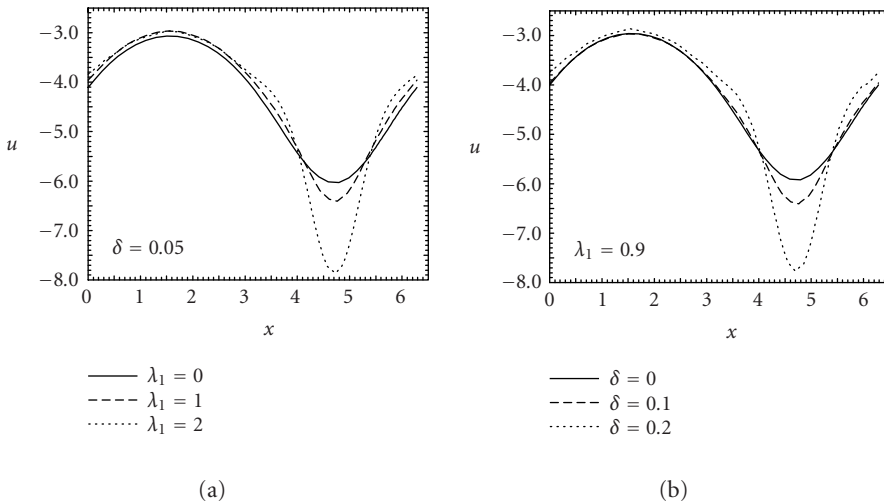 −3.0
−4.0
−5.0
u
−6.0
−7.0
δ = 0.05
−8.0
0 1 2 3 4 5 6
x
λ1 = 0
λ1 = 1
λ1 = 2
(a)
−3.0
−4.0
−5.0
u
−6.0
−7.0
λ1 = 0.9
−8.0
0 1 2 3 4 5 6
x
δ = 0
δ = 0.1
δ = 0.2
(b)